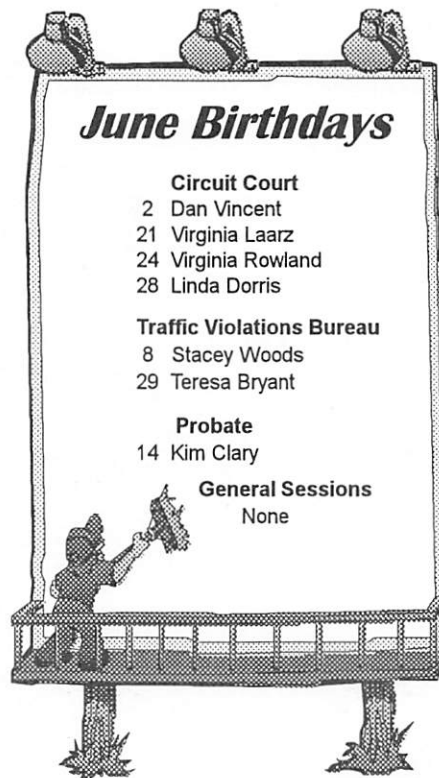 June Birthdays
Circuit Court
2 Dan Vincent
21 Virginia Laarz
24 Virginia Rowland
28 Linda Dorris
Traffic Violations Bureau
8 Stacey Woods
29 Teresa Bryant
Probate
14 Kim Clary
General Sessions
None